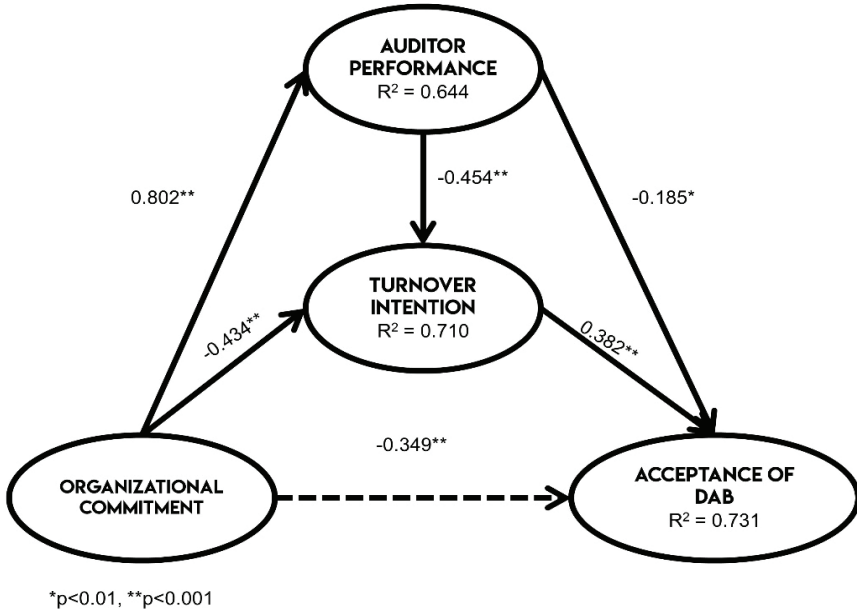 AUDITOR
PERFORMANCE
R² = 0.644
0.802**
-0.454**
-0.185*
TURNOVER
INTENTION
R² = 0.710
-0.434**
0.382**
-0.349**
ORGANIZATIONAL
COMMITMENT
ACCEPTANCE OF
DAB
R² = 0.731
*p<0.01, **p<0.001